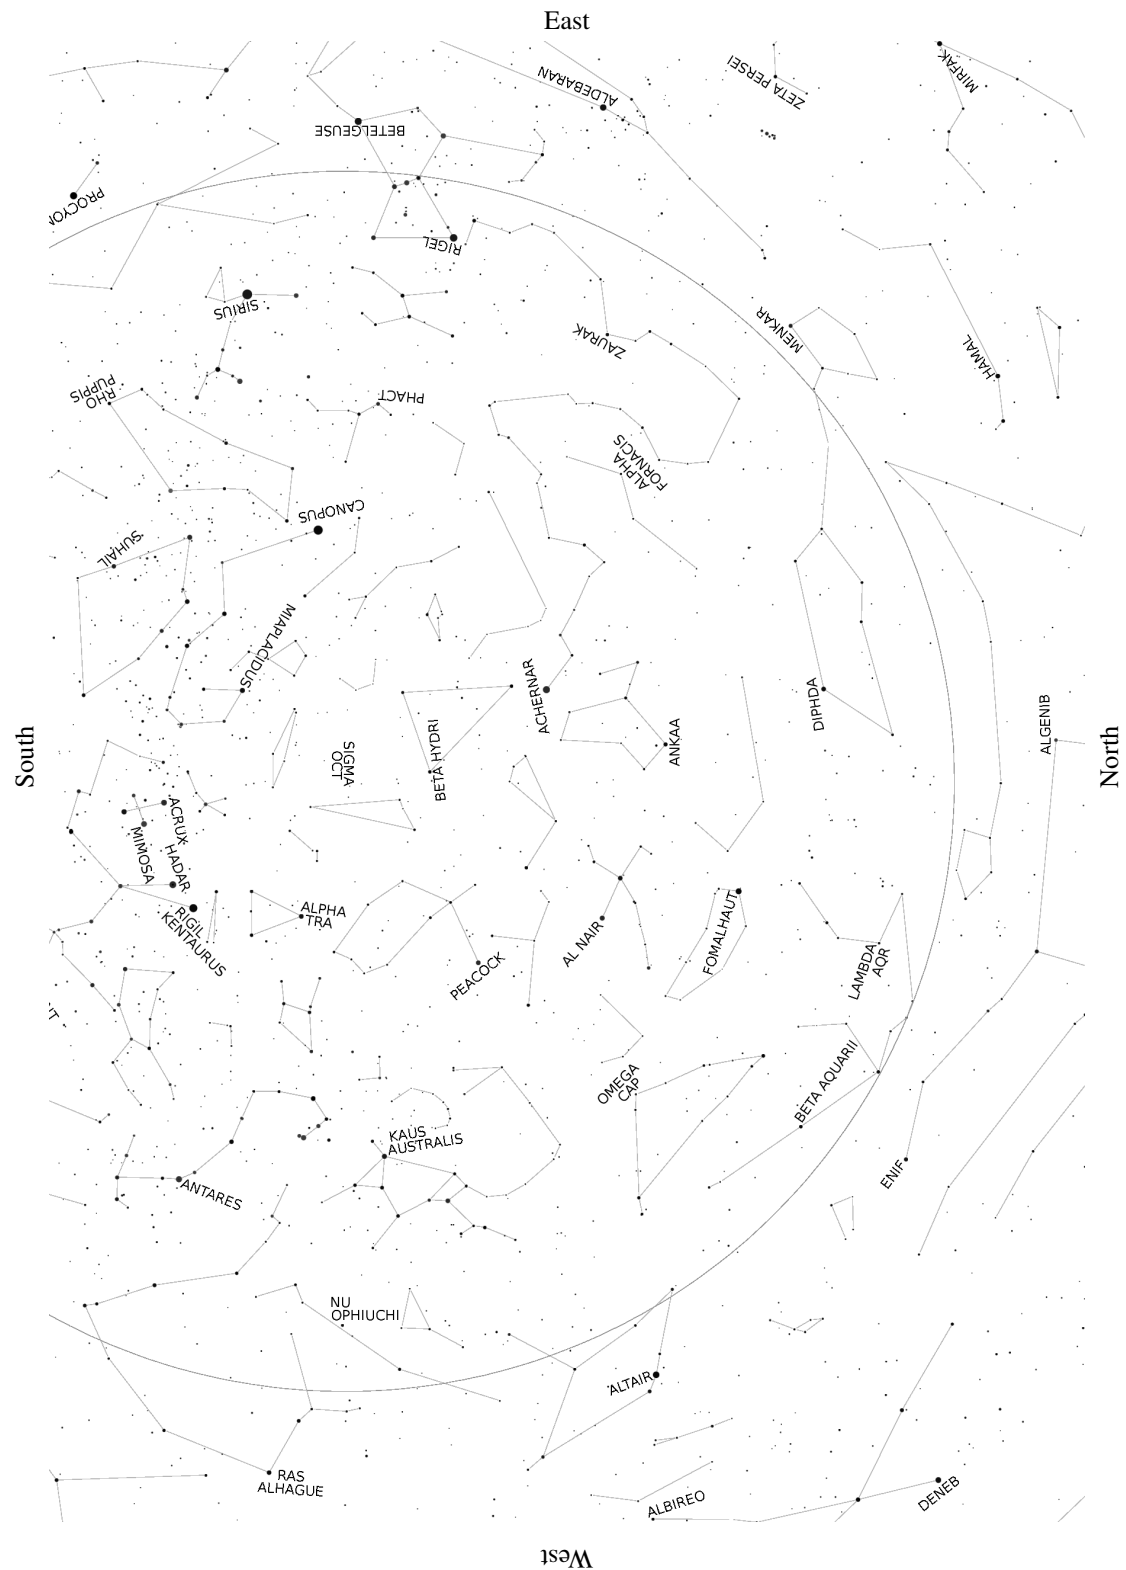 East
ALDEBARAN
ZETA PERSEI
MIRFAK
BETELGEUSE
PROCYON
RIGEL
SIRIUS
MENKAR
ZAURAK
HAMAL
RHO
PUPPIS
PHACT
ALPHA
FORNACIS
CANOPUS
SUHAIL
MIAPLACIDUS
ACHERNAR
DIPHDA
ALGENIB
South
SIGMA
OCT
BETA HYDRI
ANKAA
North
ACRUX
MIMOSA
HADAR
RIGIL
KENTAURUS
ALPHA
TRA
PEACOCK
AL NAIR
FOMALHAUT
LAMBDA
AQR
OMEGA
CAP
BETA AQUARII
KAUS
AUSTRALIS
ENIF
ANTARES
NU
OPHIUCHI
ALTAIR
RAS
ALHAGUE
ALBIREO
DENEB
West